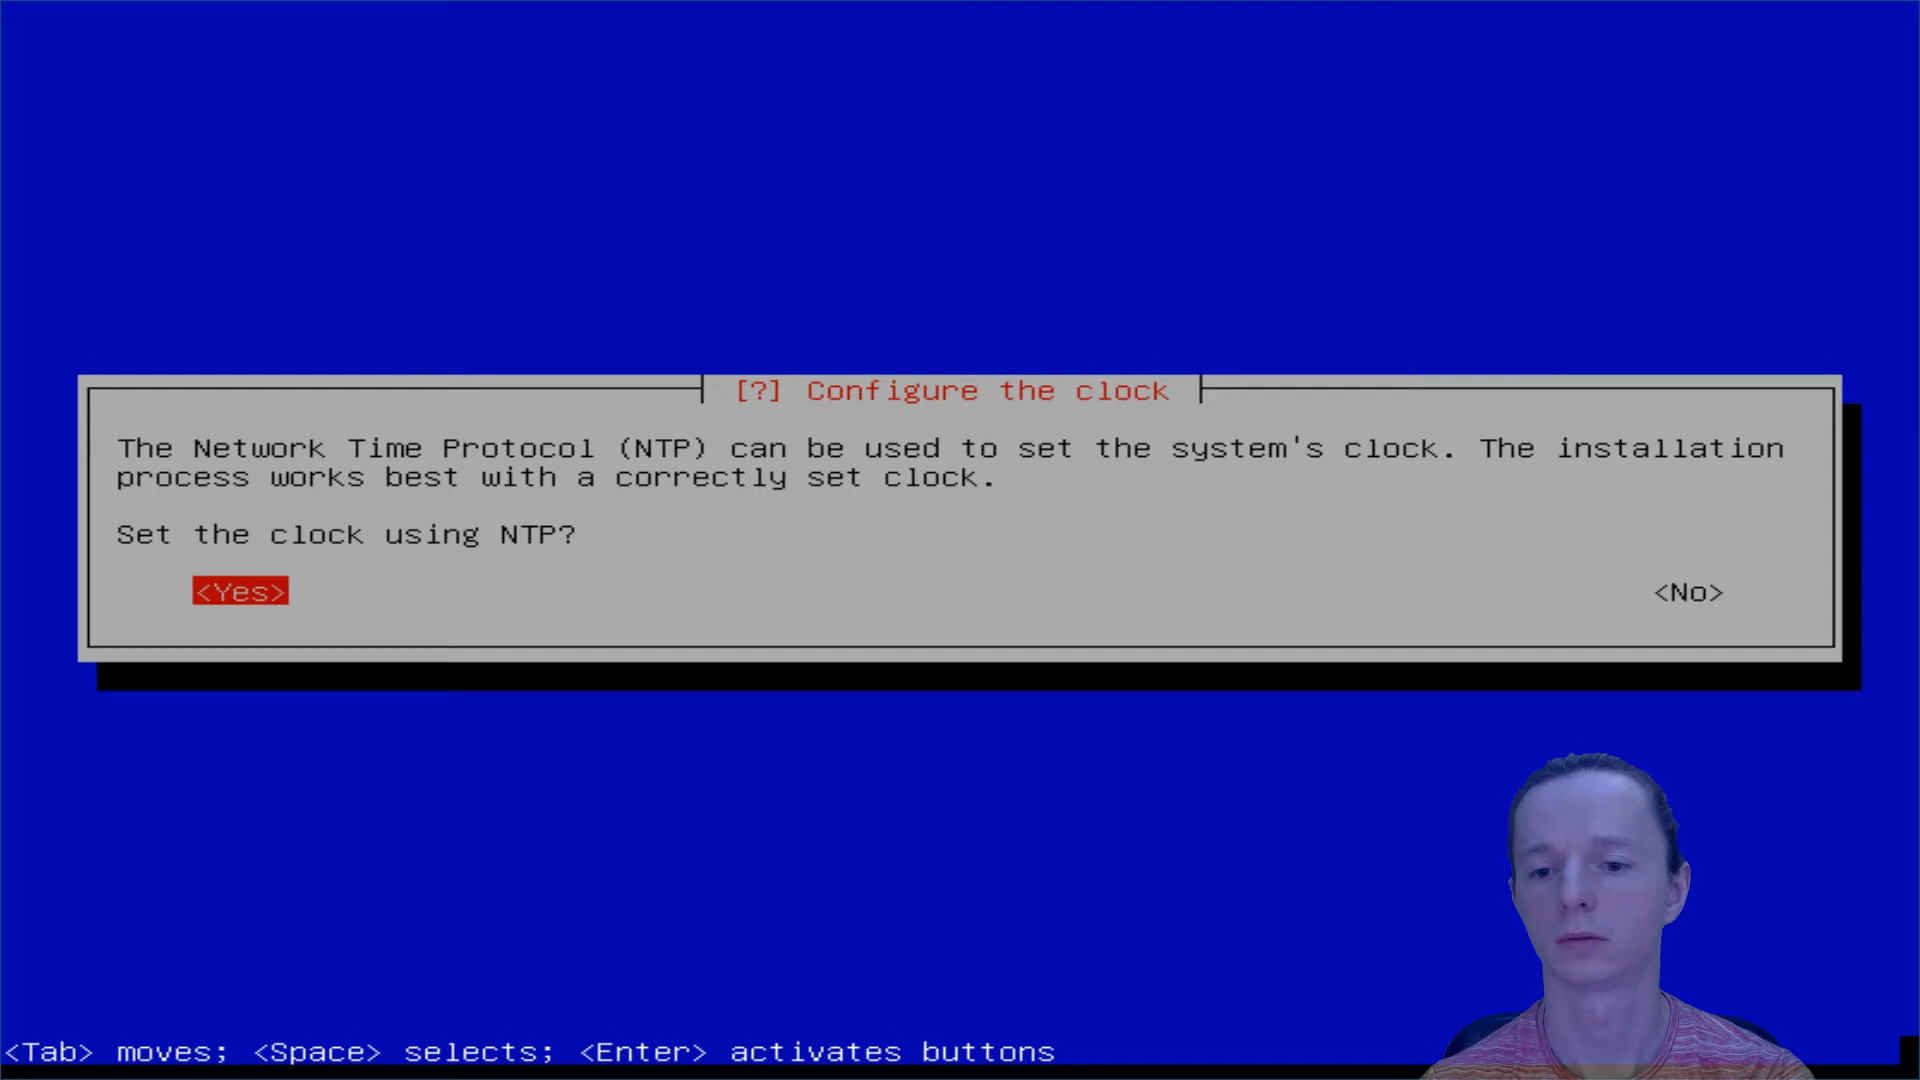 [?] Configure the clock
The Network Time Protocol (NTP) can be used to set the system's clock. The installation
process works best with a correctly set clock.
Set the clock using NTP?
<Yes> <No>
<Tab> moves; <Space> selects; <Enter> activates buttons